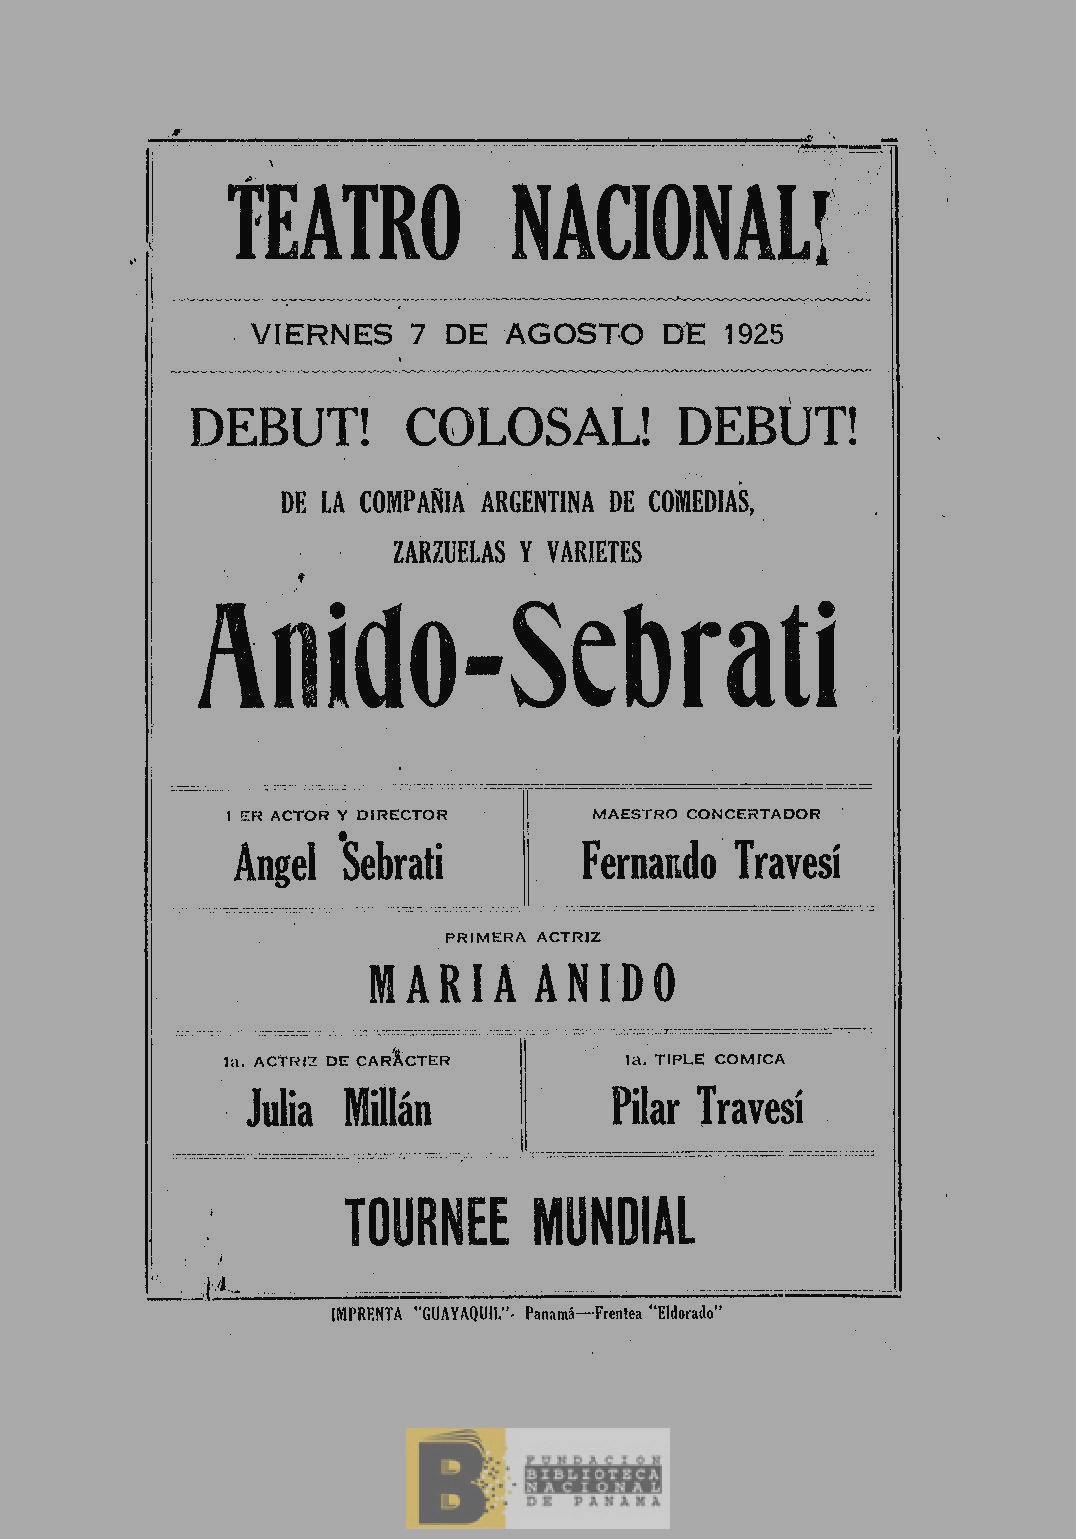 TEATRO NACIONAL!
VIERNES 7 DE AGOSTO DE 1925
DEBUT! COLOSAL! DEBUT!
DE LA COMPAÑIA ARGENTINA DE COMEDIAS,
ZARZUELAS Y VARIETES
Anido-Sebrati
1 ER ACTOR Y DIRECTOR
Angel Sebrati
MAESTRO CONCERTADOR
Fernando Travesí
PRIMERA ACTRIZ
MARIA ANIDO
1a. ACTRIZ DE CARACTER
Julia Millán
1a. TIPLE COMICA
Pilar Travesí
TOURNEE MUNDIAL
IMPRENTA "GUAYAQUIL"- Panamá—Frentea "Eldorado"
B
FUNDACION
BIBLIOTECA
NACIONAL
DE PANAMA